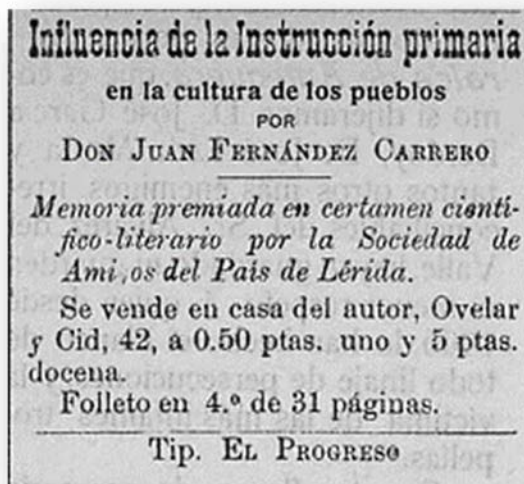 Influencia de la Instrucción primaria
en la cultura de los pueblos
POR
DON JUAN FERNÁNDEZ CARRERO
Memoria premiada en certamen cientí-
fico-literario por la Sociedad de
Ami,os del Pais de Lérida.
Se vende en casa del autor, Ovelar
y Cid, 42, a 0.50 ptas. uno y 5 ptas.
docena.
Folleto en 4.º de 31 páginas.
Tip. EL PROGRESO